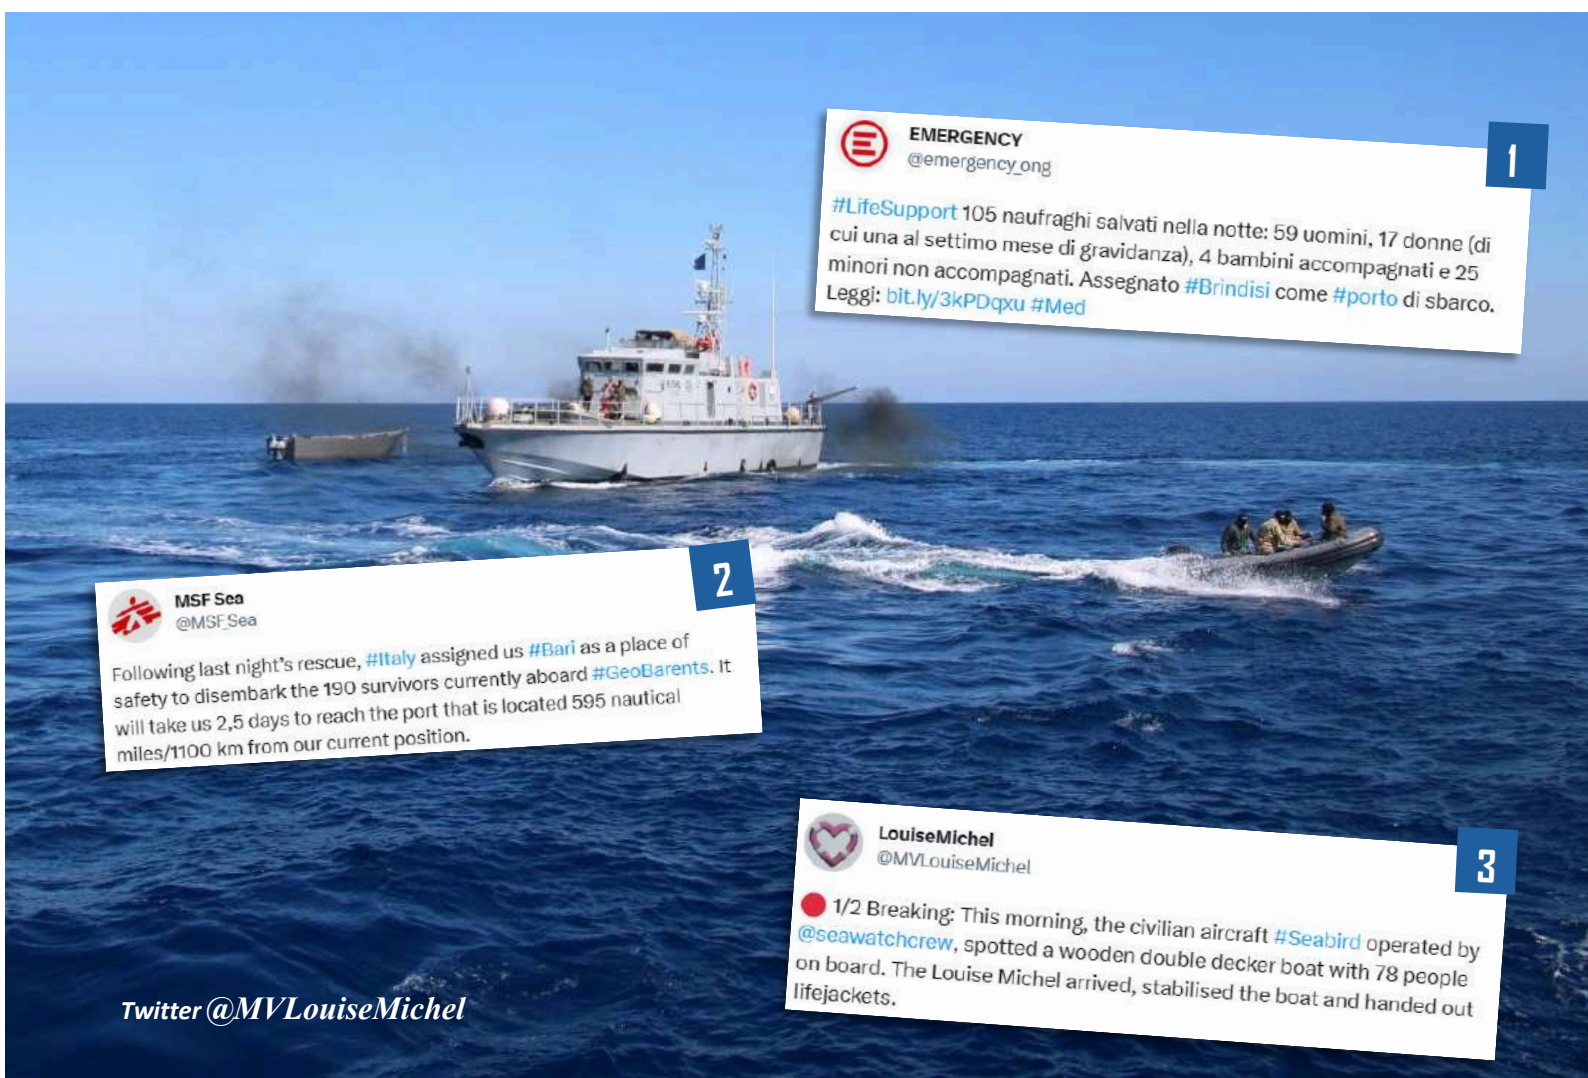 1
EMERGENCY
@emergency_ong
#LifeSupport 105 naufraghi salvati nella notte: 59 uomini, 17 donne (di
cui una al settimo mese di gravidanza), 4 bambini accompagnati e 25
minori non accompagnati. Assegnato #Brindisi come #porto di sbarco.
Leggi: bit.ly/3kPDqxu #Med
2
MSF Sea
@MSF_Sea
Following last night's rescue, #Italy assigned us #Bari as a place of
safety to disembark the 190 survivors currently aboard #GeoBarents. It
will take us 2,5 days to reach the port that is located 595 nautical
miles/1100 km from our current position.
3
LouiseMichel
@MVLouiseMichel
🔴 1/2 Breaking: This morning, the civilian aircraft #Seabird operated by
@seawatchcrew, spotted a wooden double decker boat with 78 people
on board. The Louise Michel arrived, stabilised the boat and handed out
lifejackets.
Twitter @MVLouiseMichel